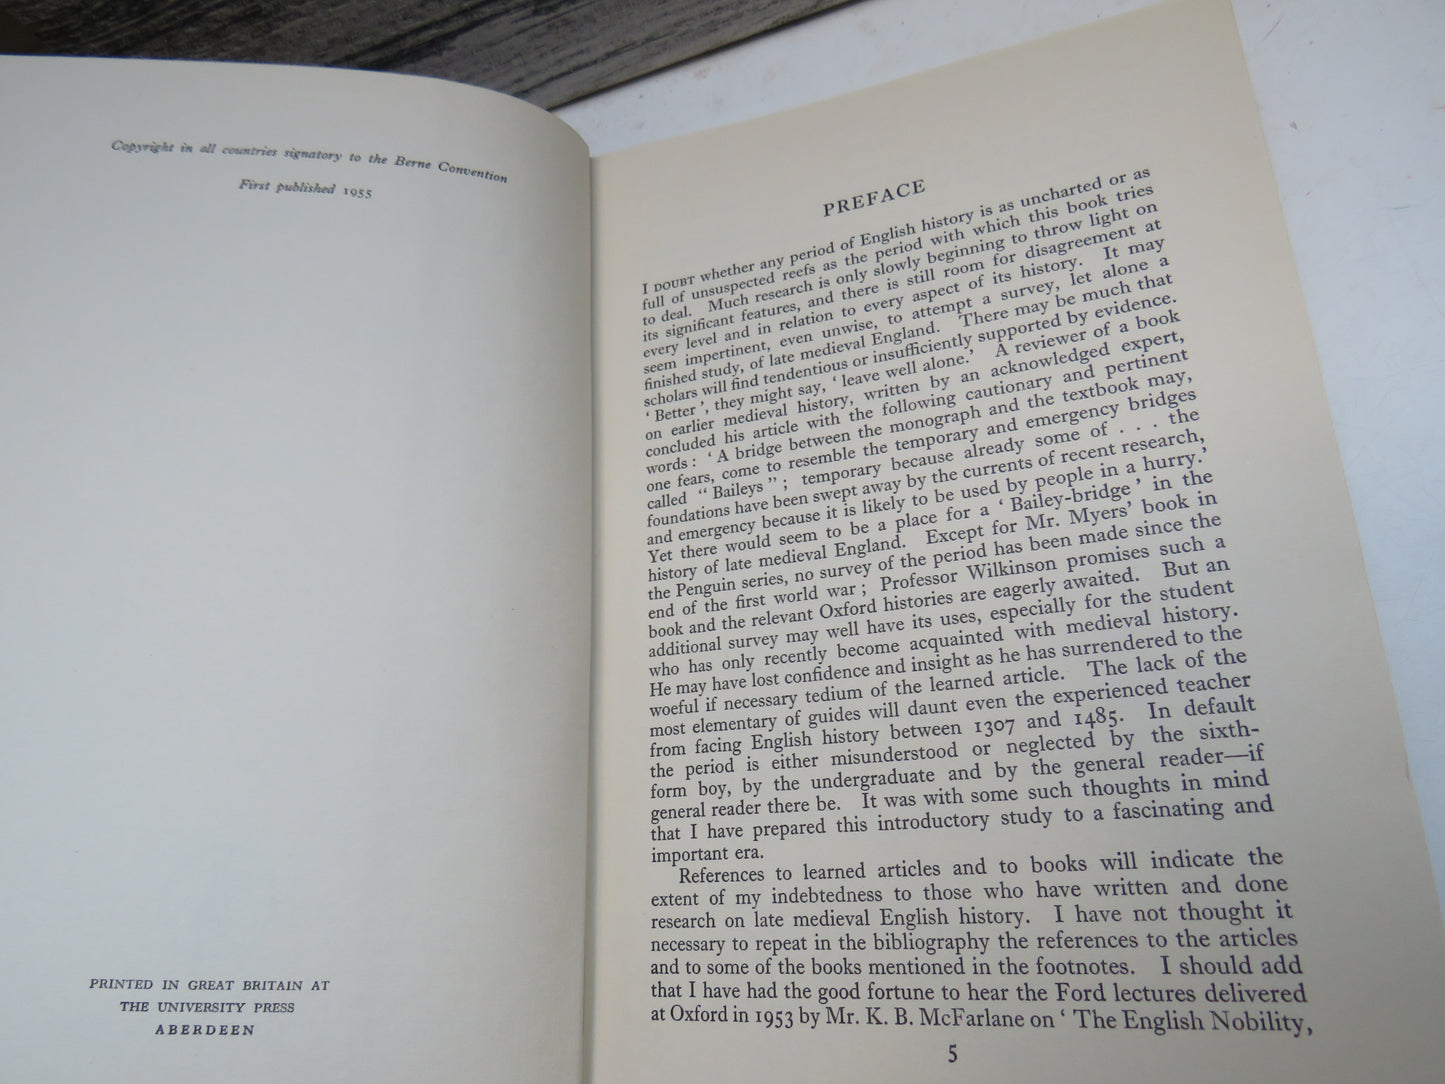 Copyright in all countries signatory to the Berne Convention
First published 1955
PRINTED IN GREAT BRITAIN AT
THE UNIVERSITY PRESS
ABERDEEN
PREFACE
I DOUBT whether any period of English history is as uncharted or as
full of unsuspected reefs as the period with which this book tries
to deal. Much research is only slowly beginning to throw light on
its significant features, and there is still room for disagreement at
every level and in relation to every aspect of its history. It may
seem impertinent, even unwise, to attempt a survey, let alone a
finished study, of late medieval England. There may be much that
scholars will find tendentious or insufficiently supported by evidence.
‘ Better ’, they might say, ‘ leave well alone.’ A reviewer of a book
on earlier medieval history, written by an acknowledged expert,
concluded his article with the following cautionary and pertinent
words : ‘ A bridge between the monograph and the textbook may,
one fears, come to resemble the temporary and emergency bridges
called “ Baileys ” ; temporary because already some of . . . the
foundations have been swept away by the currents of recent research,
and emergency because it is likely to be used by people in a hurry.’
Yet there would seem to be a place for a ‘ Bailey-bridge ’ in the
history of late medieval England. Except for Mr. Myers’ book in
the Penguin series, no survey of the period has been made since the
end of the first world war ; Professor Wilkinson promises such a
book and the relevant Oxford histories are eagerly awaited. But an
additional survey may well have its uses, especially for the student
who has only recently become acquainted with medieval history.
He may have lost confidence and insight as he has surrendered to the
woeful if necessary tedium of the learned article. The lack of the
most elementary of guides will daunt even the experienced teacher
from facing English history between 1307 and 1485. In default
the period is either misunderstood or neglected by the sixth-
form boy, by the undergraduate and by the general reader—if
general reader there be. It was with some such thoughts in mind
that I have prepared this introductory study to a fascinating and
important era.
References to learned articles and to books will indicate the
extent of my indebtedness to those who have written and done
research on late medieval English history. I have not thought it
necessary to repeat in the bibliography the references to the articles
and to some of the books mentioned in the footnotes. I should add
that I have had the good fortune to hear the Ford lectures delivered
at Oxford in 1953 by Mr. K. B. McFarlane on ‘ The English Nobility,
5